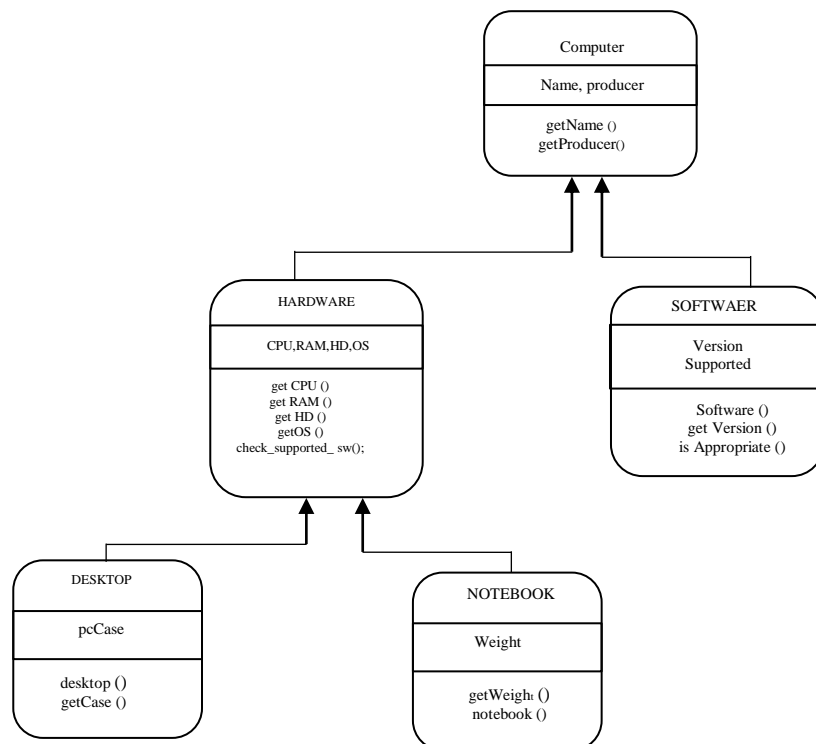 Computer
Name, producer
getName ()
getProducer()
HARDWARE
CPU,RAM,HD,OS
get CPU ()
get RAM ()
get HD ()
getOS ()
check_supported_ sw();
SOFTWAER
Version
Supported
Software ()
get Version ()
is Appropriate ()
DESKTOP
pcCase
desktop ()
getCase ()
NOTEBOOK
Weight
getWeight ()
notebook ()